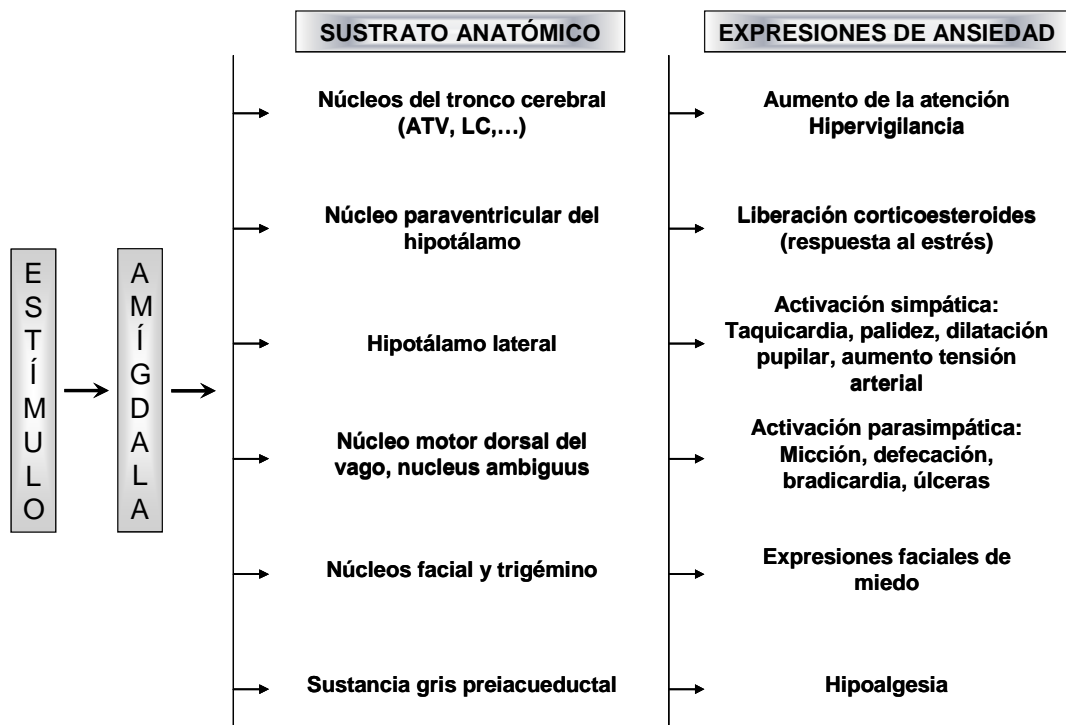 SUSTRATO ANATÓMICO
EXPRESIONES DE ANSIEDAD
ESTÍMULO
AMÍGDALA
Núcleos del tronco cerebral
(ATV, LC,…)
Aumento de la atención
Hipervigilancia
Núcleo paraventricular del
hipotálamo
Liberación corticoesteroides
(respuesta al estrés)
Hipotálamo lateral
Activación simpática:
Taquicardia, palidez, dilatación
pupilar, aumento tensión
arterial
Núcleo motor dorsal del
vago, nucleus ambiguus
Activación parasimpática:
Micción, defecación,
bradicardia, úlceras
Núcleos facial y trigémino
Expresiones faciales de
miedo
Sustancia gris preiacueductal
Hipoalgesia